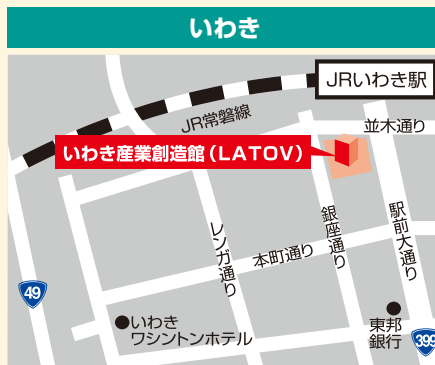 いわき
JRいわき駅
JR常磐線
並木通り
いわき産業創造館（LATOV）
レンガ通り
銀座通り
駅前大通り
本町通り
49
いわき
ワシントンホテル
東邦
銀行
399